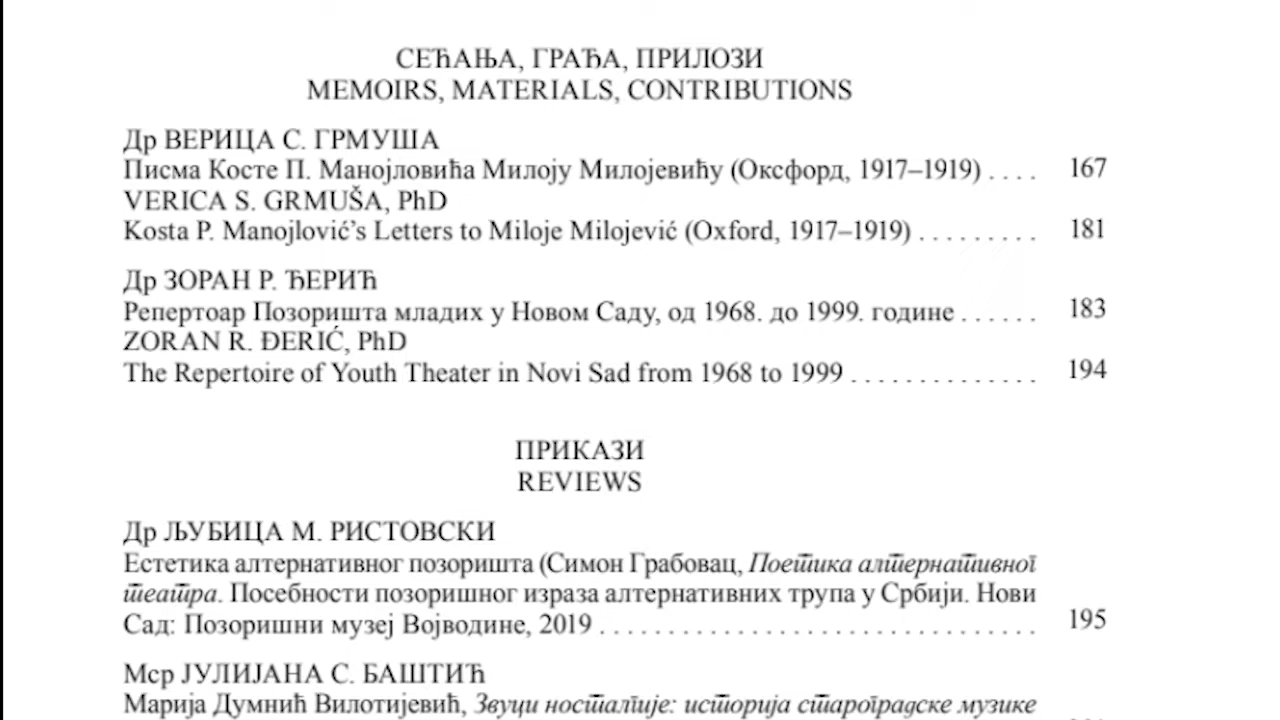 СЕЋАЊА, ГРАЂА, ПРИЛОЗИ
MEMOIRS, MATERIALS, CONTRIBUTIONS
Др ВЕРИЦА С. ГРМУША
Писма Косте П. Манојловића Милоју Милојевићу (Оксфорд, 1917–1919) . . . . 167
VERICA S. GRMUŠA, PhD
Kosta P. Manojlović’s Letters to Miloje Milojević (Oxford, 1917–1919) . . . . . . . . . 181
Др ЗОРАН Р. ЂЕРИЋ
Репертоар Позоришта младих у Новом Саду, од 1968. до 1999. године . . . . . . 183
ZORAN R. ĐERIĆ, PhD
The Repertoire of Youth Theater in Novi Sad from 1968 to 1999 . . . . . . . . . . . . . . 194
ПРИКАЗИ
REVIEWS
Др ЉУБИЦА М. РИСТОВСКИ
Естетика алтернативног позоришта (Симон Грабовац, Поетика алтернативног
театра. Посебности позоришног израза алтернативних трупа у Србији. Нови
Сад: Позоришни музеј Војводине, 2019 . . . . . . . . . . . . . . . . . . . . . . . . . . . . . . . . . 195
Мср ЈУЛИЈАНА С. БАШТИЋ
Марија Думнић Вилотијевић, Звуци носталгије: историја староградске музике